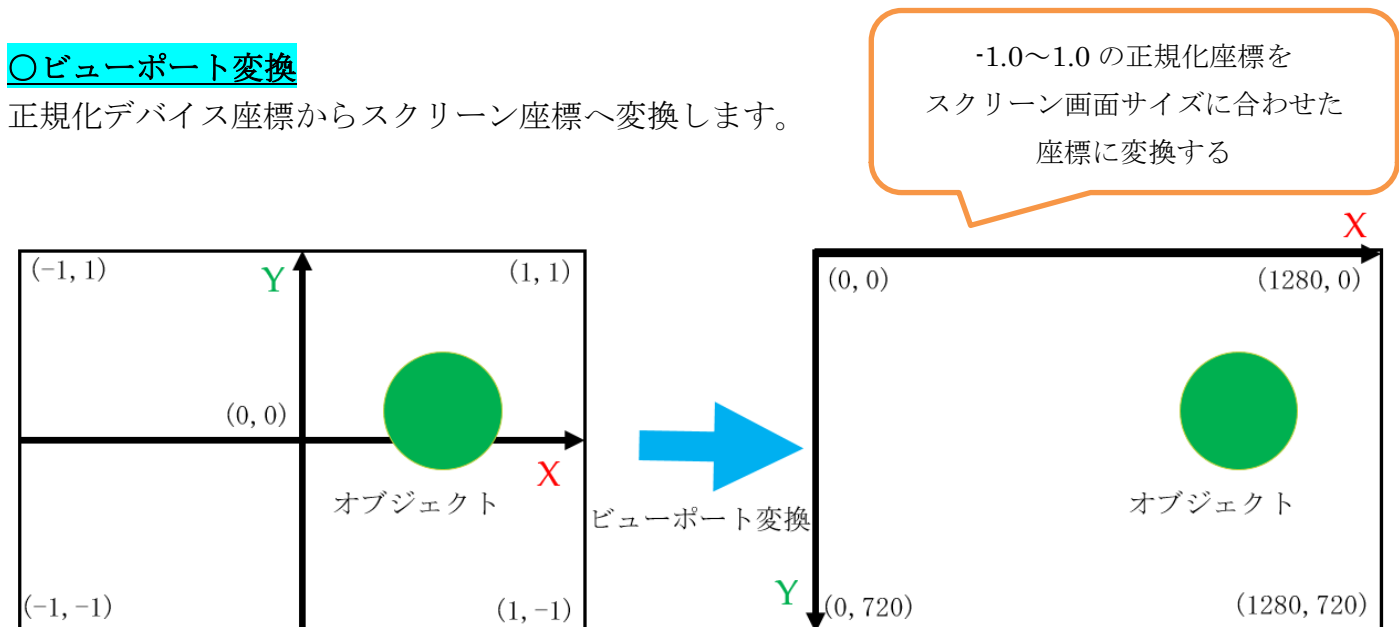 〇ビューポート変換
正規化デバイス座標からスクリーン座標へ変換します。
-1.0～1.0 の正規化座標を
スクリーン画面サイズに合わせた
座標に変換する
(-1, 1)
Y
(1, 1)
(0, 0)
X
オブジェクト
(-1, -1)
(1, -1)
ビューポート変換
X
(0, 0)
(1280, 0)
オブジェクト
Y
(0, 720)
(1280, 720)